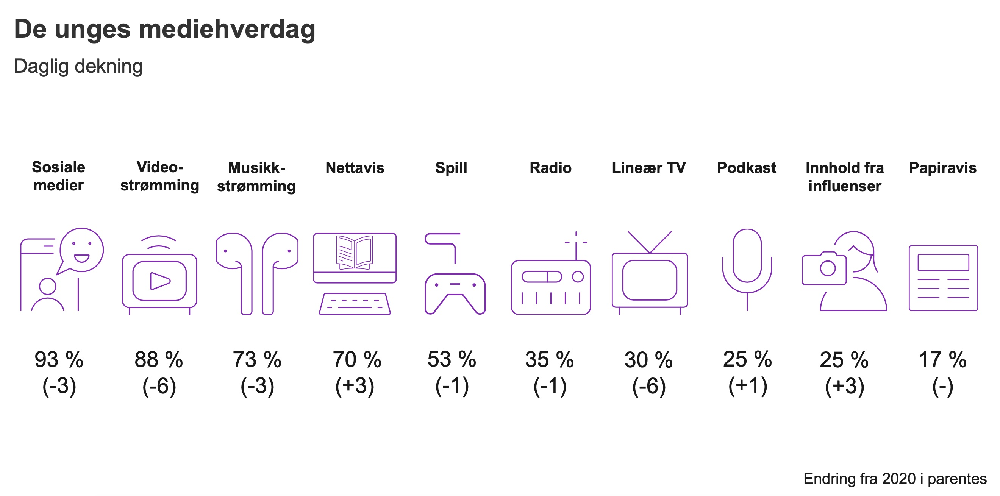 De unges mediehverdag
Daglig dekning
Sosiale
medier
Video-
strømming
Musikk-
strømming
Nettavis
Spill
Radio
Lineær TV
Podkast
Innhold fra
influenser
Papiravis
93 %
(-3)
88 %
(-6)
73 %
(-3)
70 %
(+3)
53 %
(-1)
35 %
(-1)
30 %
(-6)
25 %
(+1)
25 %
(+3)
17 %
(-)
Endring fra 2020 i parentes